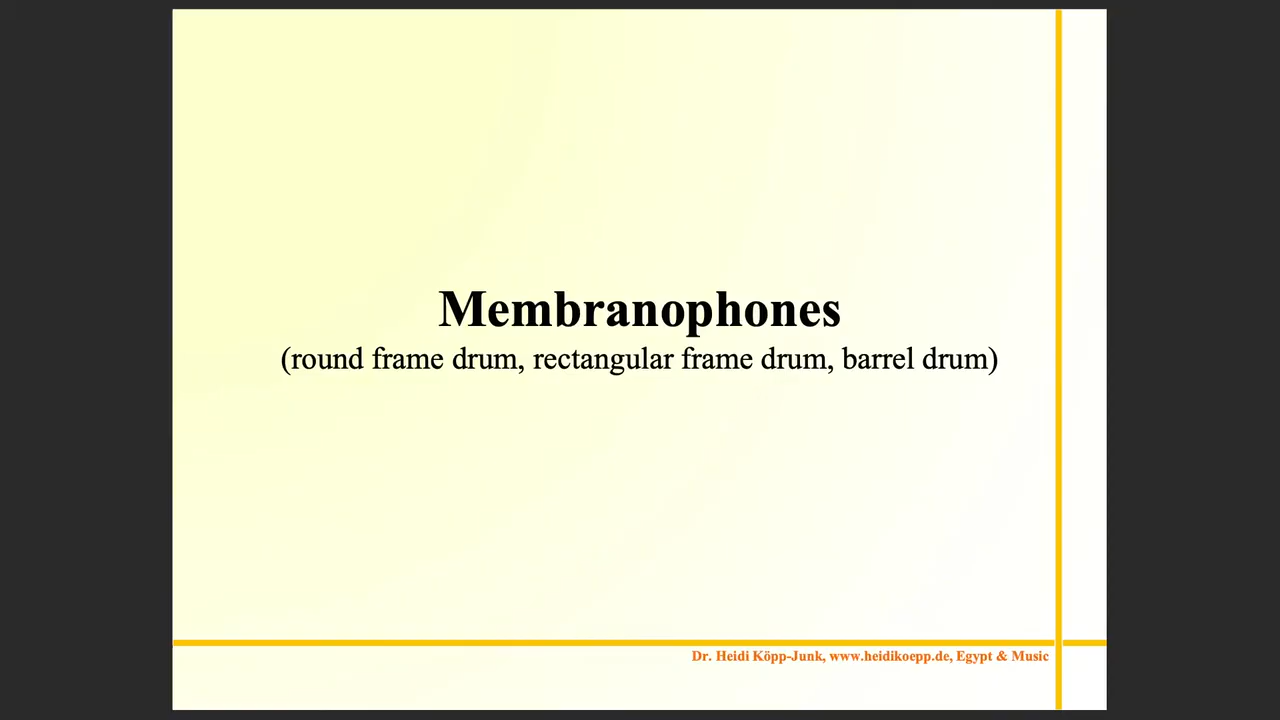 Membranophones
(round frame drum, rectangular frame drum, barrel drum)
Dr. Heidi Köpp-Junk, www.heidikoepp.de, Egypt & Music